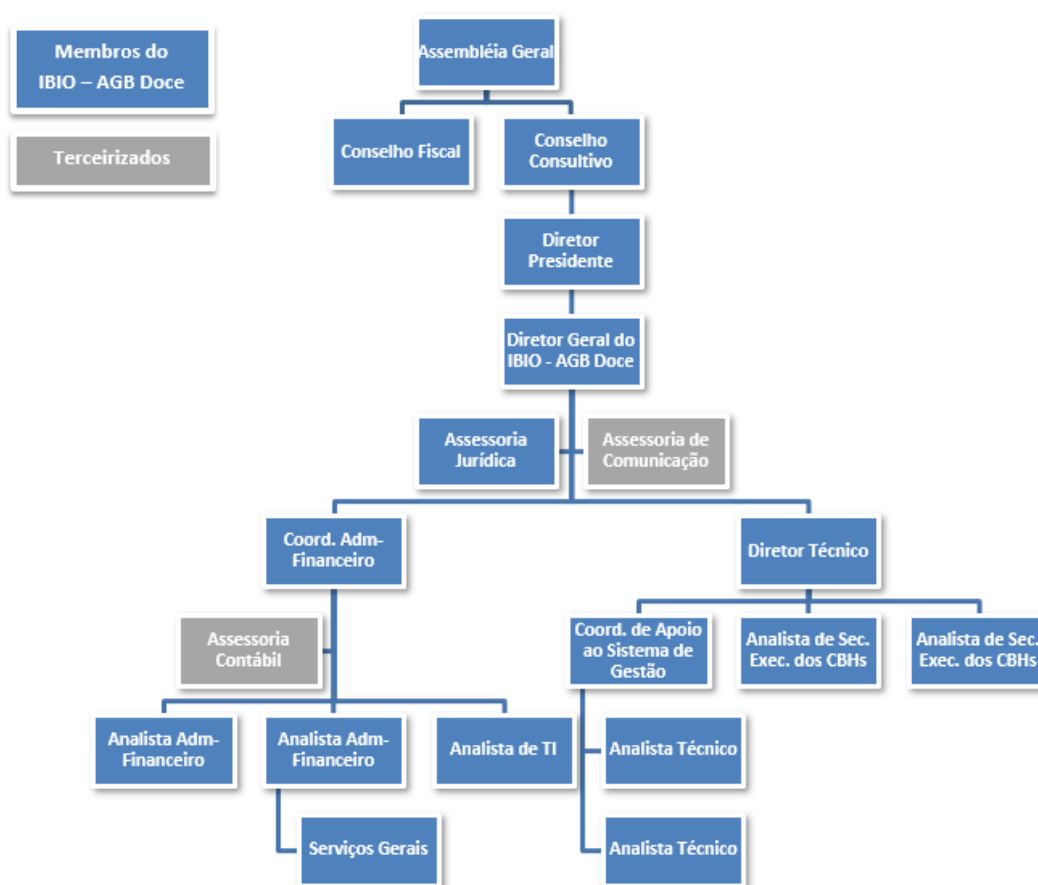 Membros do
IBIO – AGB Doce
Terceirizados
Assembléia Geral
Conselho Fiscal
Conselho
Consultivo
Diretor
Presidente
Diretor Geral do
IBIO - AGB Doce
Assessoria
Jurídica
Assessoria de
Comunicação
Coord. Adm-
Financeiro
Diretor Técnico
Assessoria
Contábil
Coord. de Apoio
ao Sistema de
Gestão
Analista de Sec.
Exec. dos CBHs
Analista de Sec.
Exec. dos CBHs
Analista Adm-
Financeiro
Analista Adm-
Financeiro
Analista de TI
Analista Técnico
Serviços Gerais
Analista Técnico